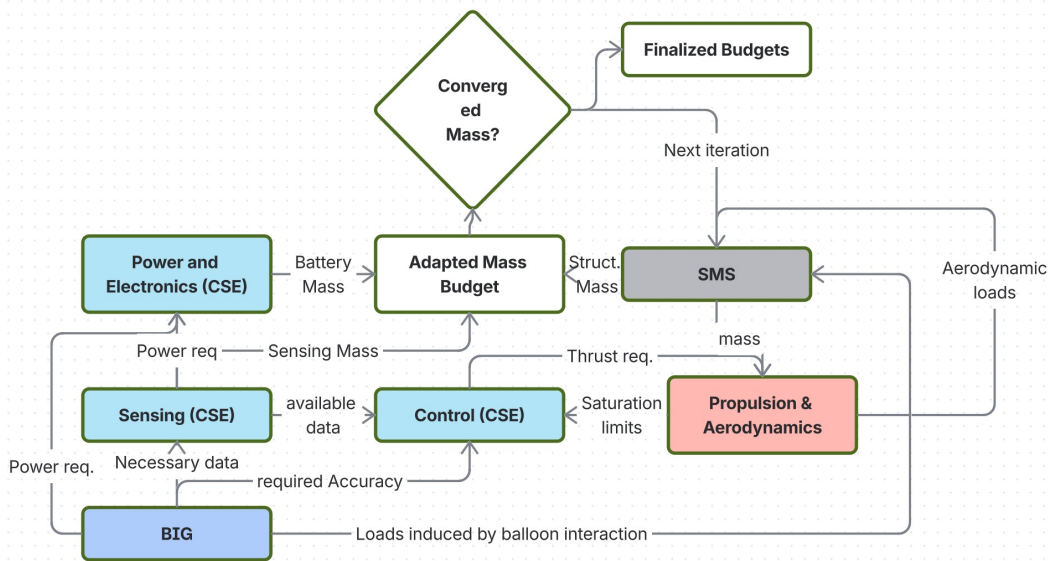 Converg
ed
Mass?
Finalized Budgets
Next iteration
Power and
Electronics (CSE)
Battery
Mass
Adapted Mass
Budget
Struct.
Mass
SMS
Aerodynamic
loads
mass
Power req
Sensing Mass
Thrust req.
Sensing (CSE)
available
data
Control (CSE)
Saturation
limits
Propulsion &
Aerodynamics
Power req.
Necessary data
required Accuracy
BIG
Loads induced by balloon interaction